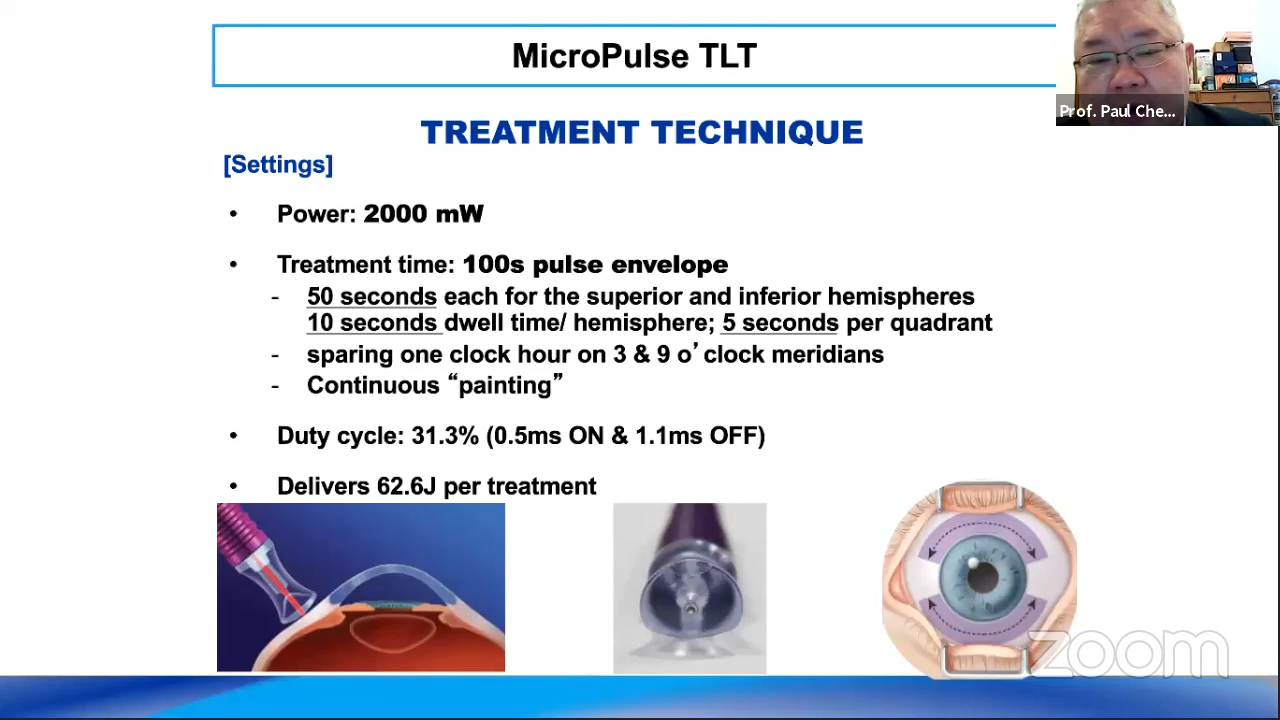 MicroPulse TLT
Prof. Paul Che...
TREATMENT TECHNIQUE
[Settings]
• Power: 2000 mW
• Treatment time: 100s pulse envelope
- 50 seconds each for the superior and inferior hemispheres
10 seconds dwell time/ hemisphere; 5 seconds per quadrant
- sparing one clock hour on 3 & 9 o’ clock meridians
- Continuous “painting”
• Duty cycle: 31.3% (0.5ms ON & 1.1ms OFF)
• Delivers 62.6J per treatment
zoom